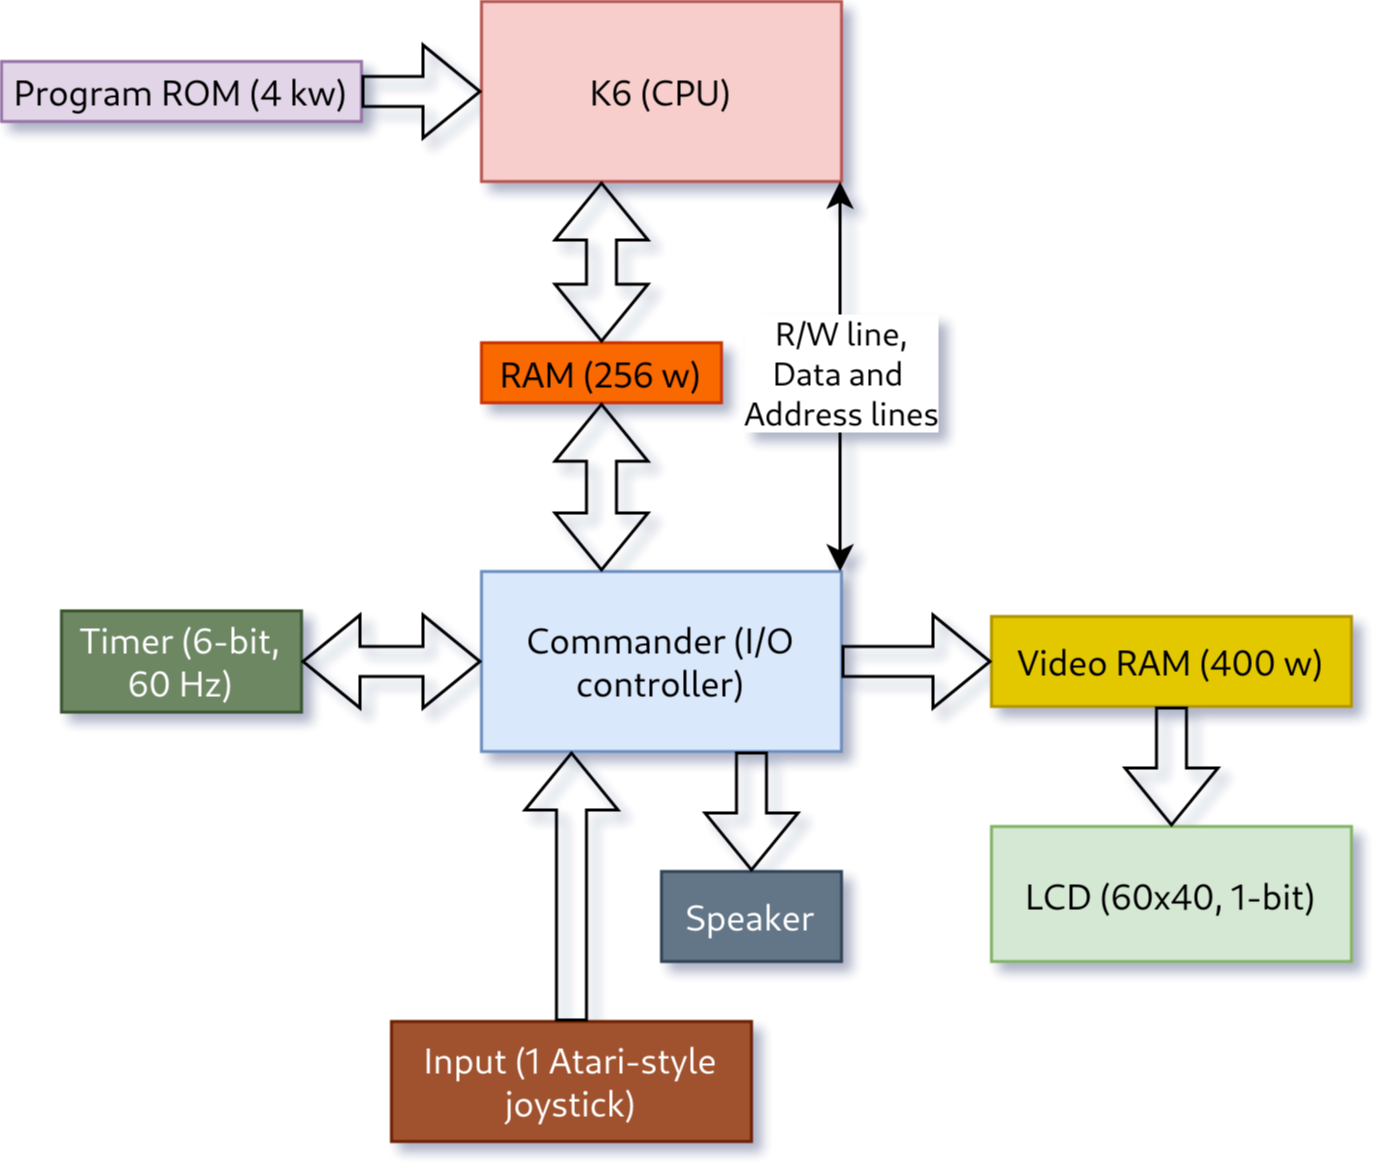 Program ROM (4 kw)
K6 (CPU)
R/W line,
Data and
Address lines
RAM (256 w)
Timer (6-bit,
60 Hz)
Commander (I/O
controller)
Video RAM (400 w)
LCD (60x40, 1-bit)
Speaker
Input (1 Atari-style
joystick)